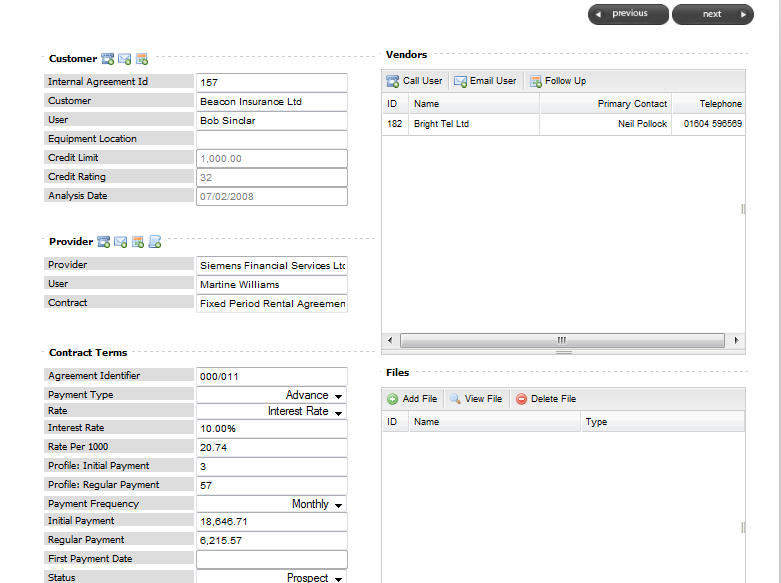 previous
next
Customer
Internal Agreement Id 157
Customer Beacon Insurance Ltd
User Bob Sinclar
Equipment Location
Credit Limit 1,000.00
Credit Rating 32
Analysis Date 07/02/2008
Provider
Provider Siemens Financial Services Ltd
User Martine Williams
Contract Fixed Period Rental Agreemen
Contract Terms
Agreement Identifier 000/011
Payment Type Advance
Rate Interest Rate
Interest Rate 10.00%
Rate Per 1000 20.74
Profile: Initial Payment 3
Profile: Regular Payment 57
Payment Frequency Monthly
Initial Payment 18,646.71
Regular Payment 6,215.57
First Payment Date
Status Prospect
Vendors
Call User Email User Follow Up
ID Name Primary Contact Telephone
182 Bright Tel Ltd Neil Pollock 01604 596569
Files
Add File View File Delete File
ID Name Type